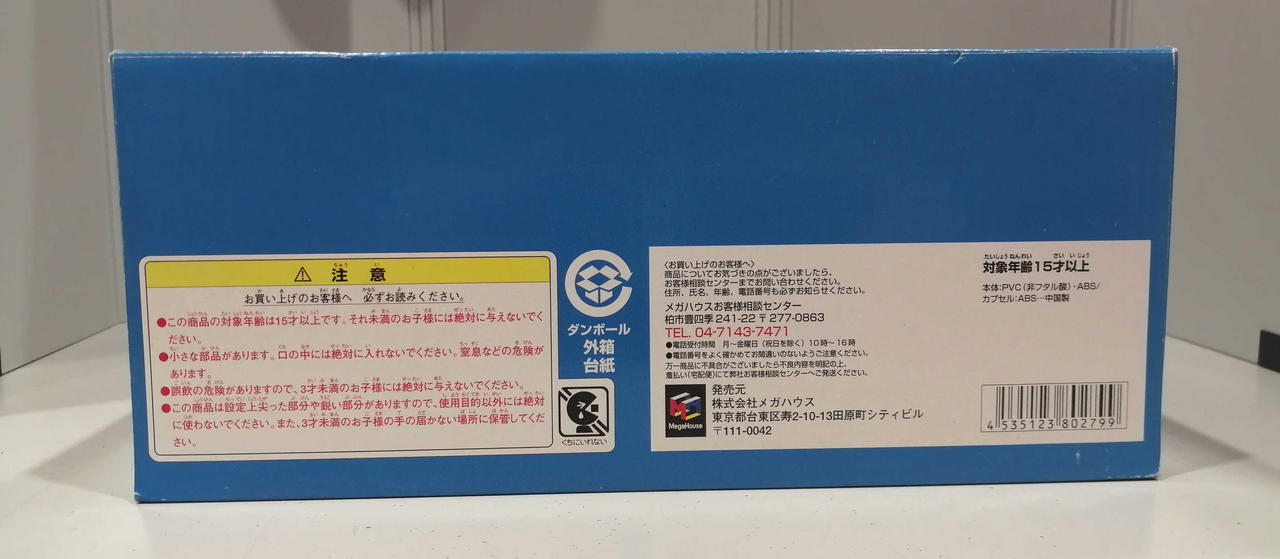 注意
お買い上げのお客様へ 必ずお読みください。
●この商品の対象年齢は15才以上です。それ未満のお子様には絶対に与えないでく
ださい。
●小さな部品があります。口の中には絶対に入れないでください。窒息などの危険が
あります。
●誤飲の危険がありますので、3才未満のお子様には絶対に与えないでください。
●この商品は設定上尖った部分や鋭い部分がありますので、使用目的以外には絶対
に使わないでください。また、3才未満のお子様の手の届かない場所に保管してくだ
さい。
ダンボール
外箱
台紙
くちにいれない
〈お買い上げのお客様へ〉
商品についてお気づきの点がございましたら、
お客様相談センターまでお問い合わせください。
住所、氏名、年齢、電話番号も必ずお知らせください。
メガハウスお客様相談センター
柏市豊四季241-22 〒277-0863
TEL. 04-7143-7471
●電話受付時間 月〜金曜日(祝日を除く)10時〜16時
●電話番号をよく確かめてお間違いのないようご注意ください。
万一商品に不具合がございましたら不良内容を明記の上、
着払い(宅配便)にて弊社お客様相談センターへご発送ください。
MegaHouse
発売元
株式会社メガハウス
東京都台東区寿2-10-13田原町シティビル
〒111-0042
たいしょうねんれい さいいじょう
対象年齢15才以上
本体:PVC(非フタル酸)・ABS/
カプセル:ABS…中国製
4 535123 802799